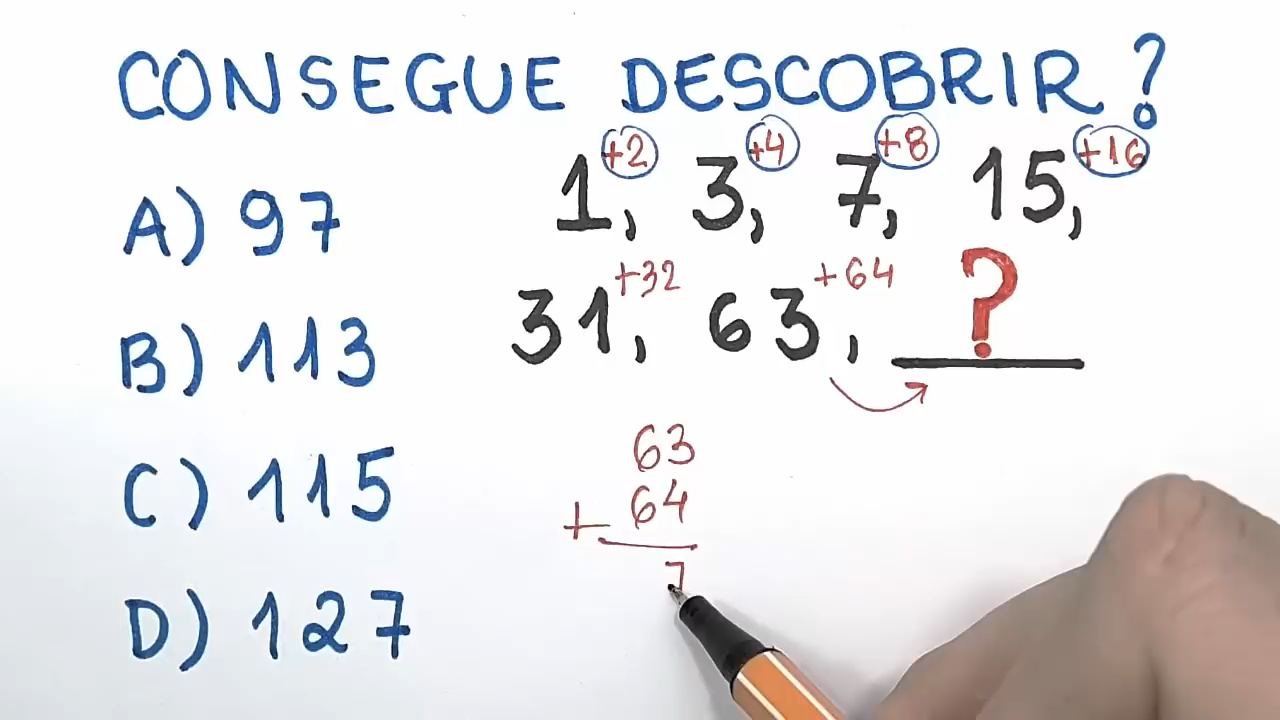 CONSEGUE DESCOBRIR?
+2 +4 +8 +16
1, 3, 7, 15,
+32 +64
31, 63, ?
A) 97
B) 113
C) 115
D) 127
63
+ 64
7